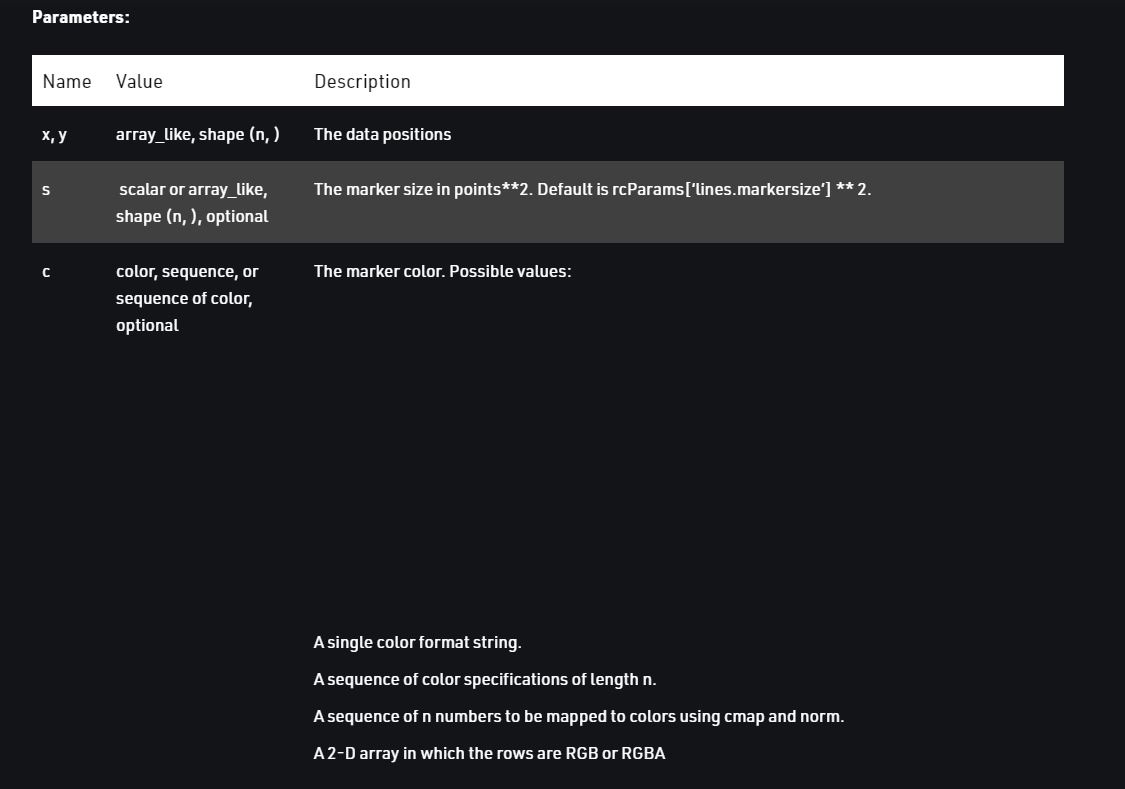 Parameters:
Name Value Description
x, y array_like, shape (n, ) The data positions
s scalar or array_like, The marker size in points**2. Default is rcParams[‘lines.markersize’] ** 2.
shape (n, ), optional
c color, sequence, or The marker color. Possible values:
sequence of color,
optional
A single color format string.
A sequence of color specifications of length n.
A sequence of n numbers to be mapped to colors using cmap and norm.
A 2-D array in which the rows are RGB or RGBA